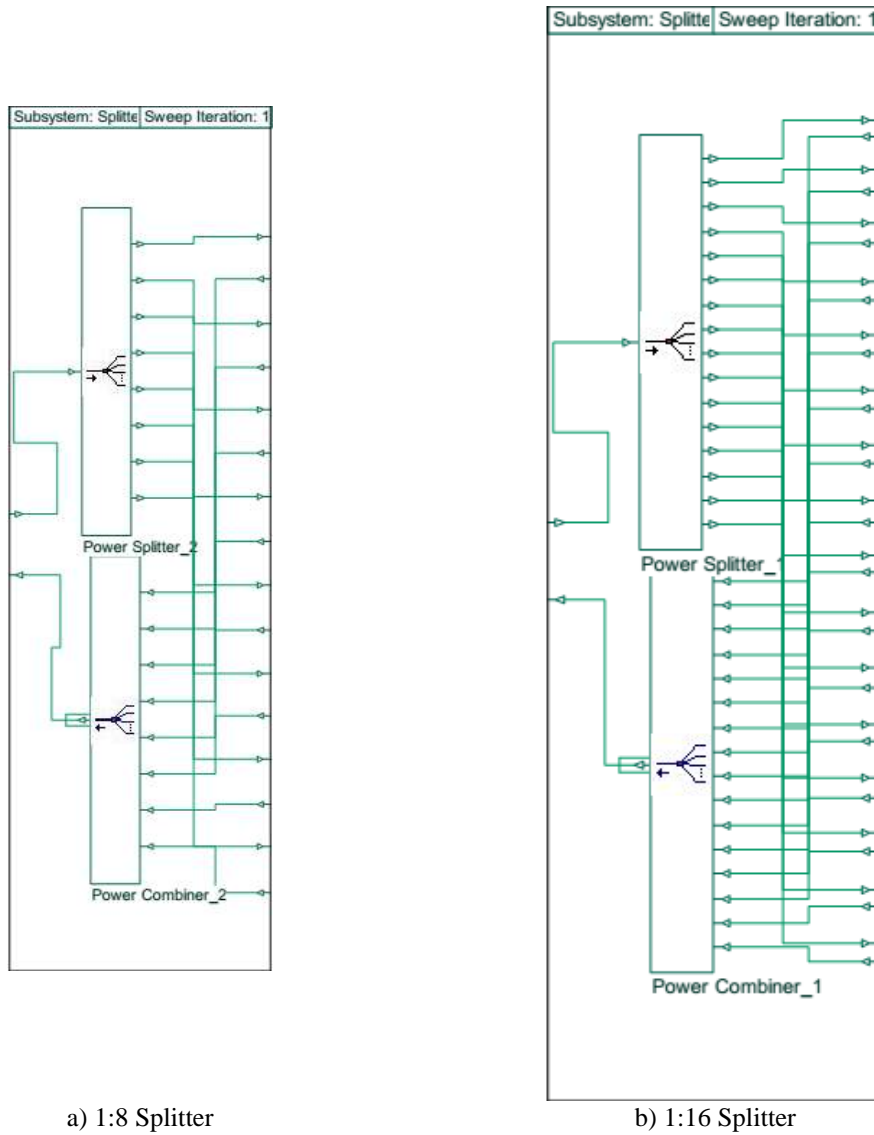 Subsystem: Splitte Sweep Iteration: 1
Subsystem: Splitte Sweep Iteration: 1
Power Splitter_2
Power Combiner_2
Power Splitter_1
Power Combiner_1
a) 1:8 Splitter
b) 1:16 Splitter